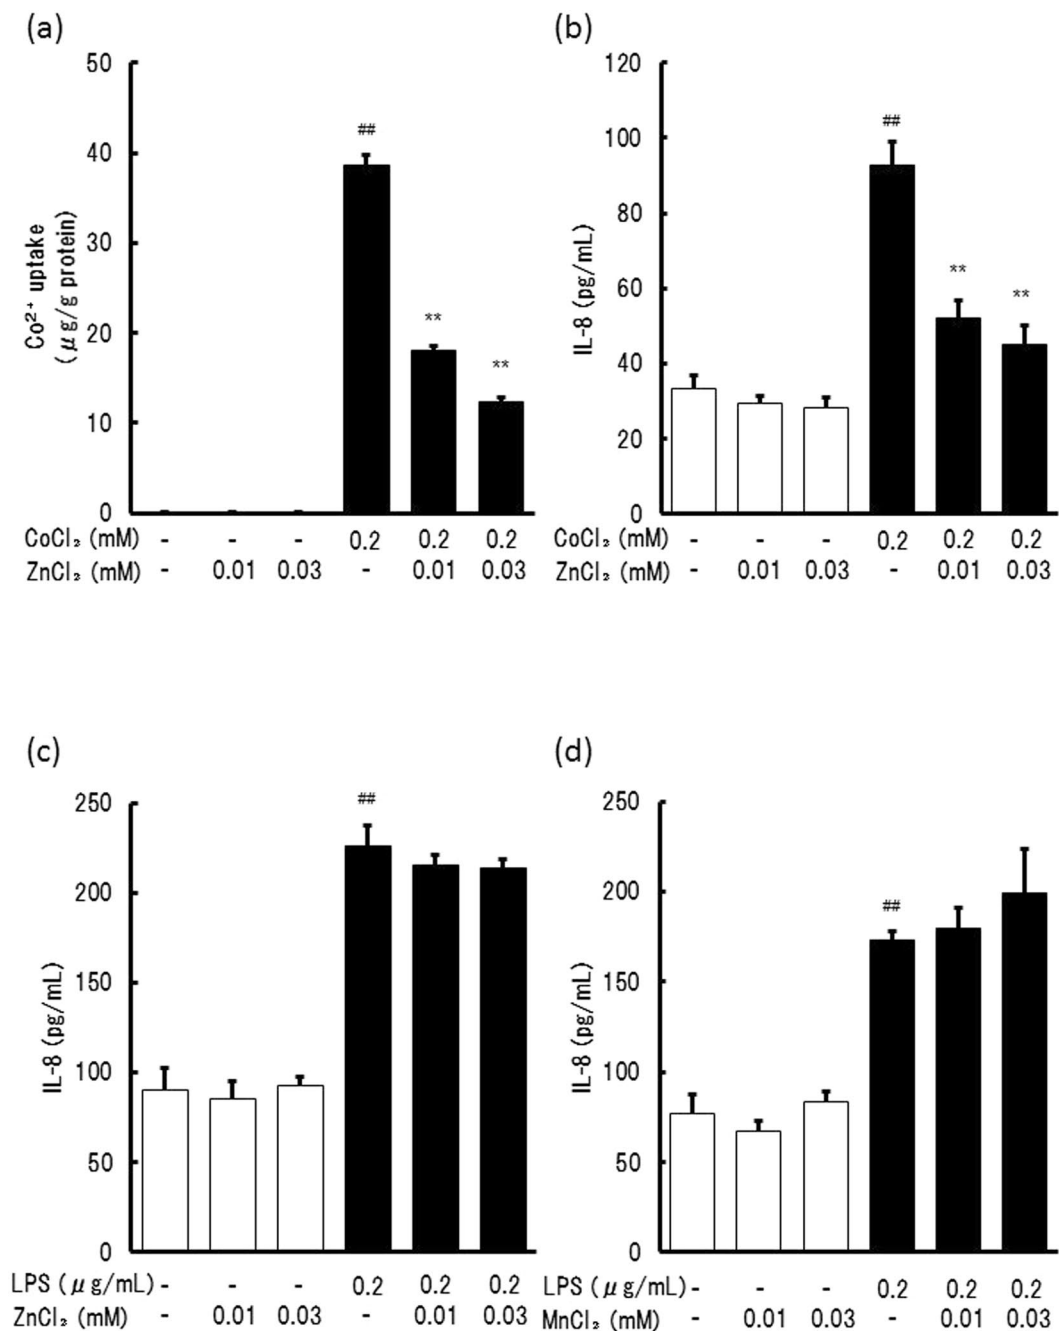 (a)
50
40
30
20
10
0
Co²⁺ uptake
(μg/g protein)
##
**
**
CoCl₂ (mM) - - - 0.2 0.2 0.2
ZnCl₂ (mM) - 0.01 0.03 - 0.01 0.03
(b)
120
100
80
60
40
20
0
IL-8 (pg/mL)
##
**
**
CoCl₂ (mM) - - - 0.2 0.2 0.2
ZnCl₂ (mM) - 0.01 0.03 - 0.01 0.03
(c)
250
200
150
100
50
0
IL-8 (pg/mL)
##
LPS (μg/mL) - - - 0.2 0.2 0.2
ZnCl₂ (mM) - 0.01 0.03 - 0.01 0.03
(d)
250
200
150
100
50
0
IL-8 (pg/mL)
##
LPS (μg/mL) - - - 0.2 0.2 0.2
MnCl₂ (mM) - 0.01 0.03 - 0.01 0.03